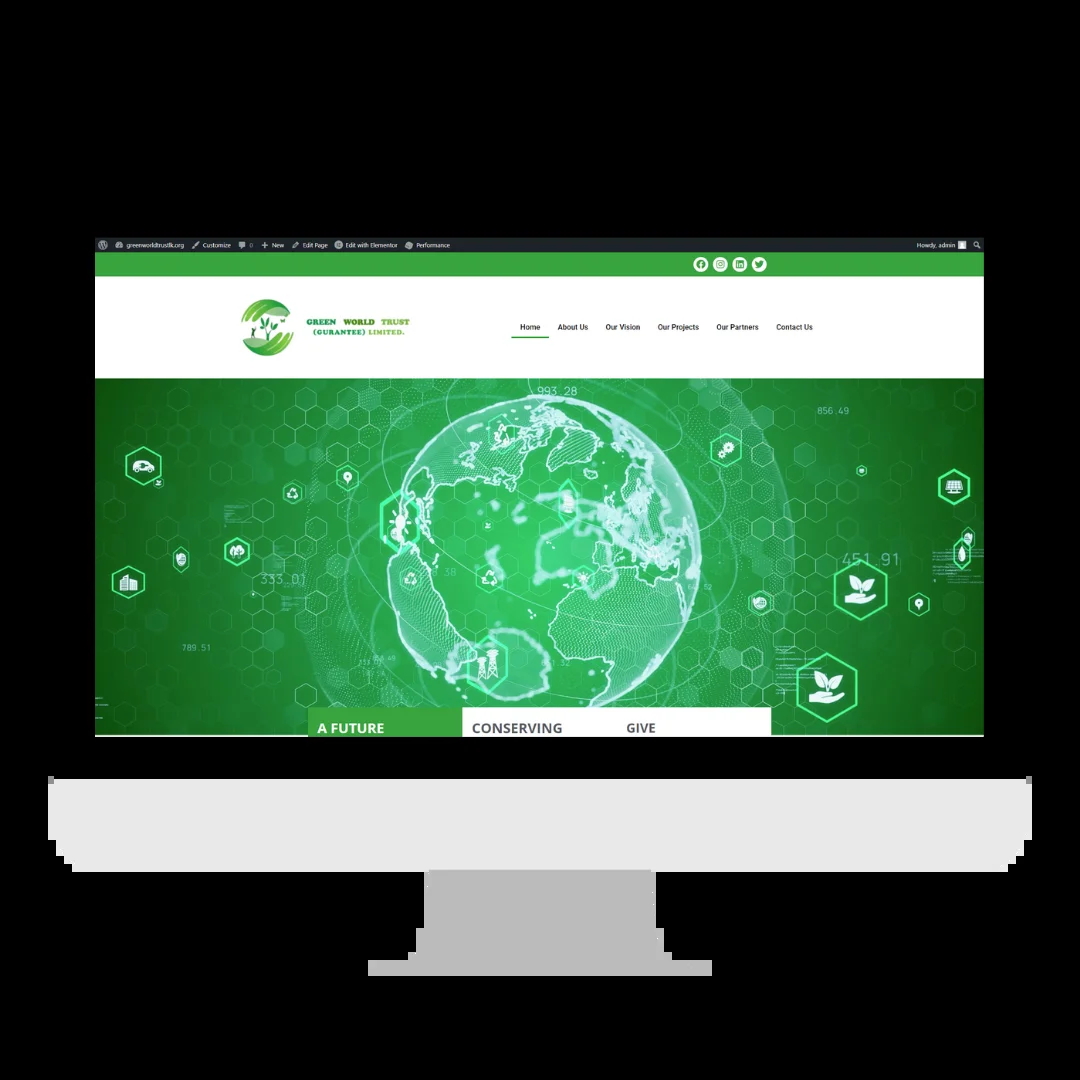 greenworldtrustlk.org Customize 0 New Edit Page Edit with Elementor Performance Howdy, admin
GREEN WORLD TRUST
(GURANTEE) LIMITED.
Home About Us Our Vision Our Projects Our Partners Contact Us
993.28
856.49
451.91
333.01
789.51
A FUTURE CONSERVING GIVE